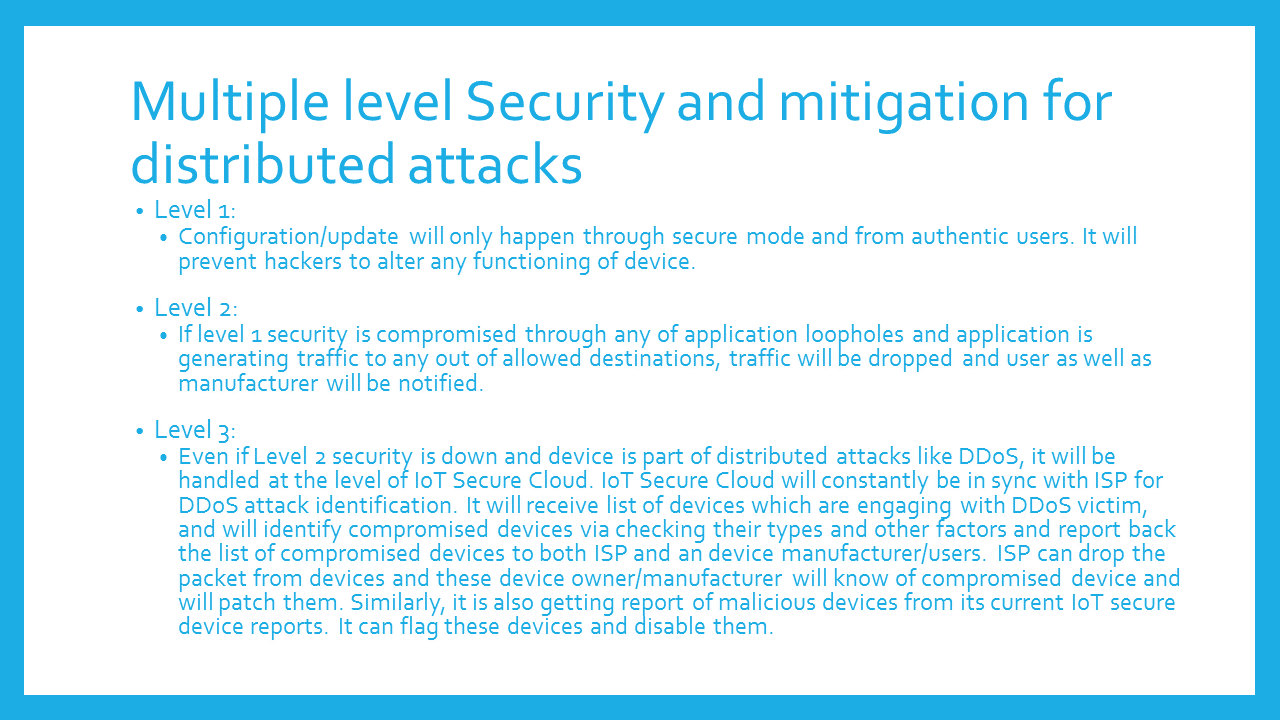 Multiple level Security and mitigation for
distributed attacks
• Level 1:
• Configuration/update will only happen through secure mode and from authentic users. It will
prevent hackers to alter any functioning of device.
• Level 2:
• If level 1 security is compromised through any of application loopholes and application is
generating traffic to any out of allowed destinations, traffic will be dropped and user as well as
manufacturer will be notified.
• Level 3:
• Even if Level 2 security is down and device is part of distributed attacks like DDoS, it will be
handled at the level of IoT Secure Cloud. IoT Secure Cloud will constantly be in sync with ISP for
DDoS attack identification. It will receive list of devices which are engaging with DDoS victim,
and will identify compromised devices via checking their types and other factors and report back
the list of compromised devices to both ISP and an device manufacturer/users. ISP can drop the
packet from devices and these device owner/manufacturer will know of compromised device and
will patch them. Similarly, it is also getting report of malicious devices from its current IoT secure
device reports. It can flag these devices and disable them.